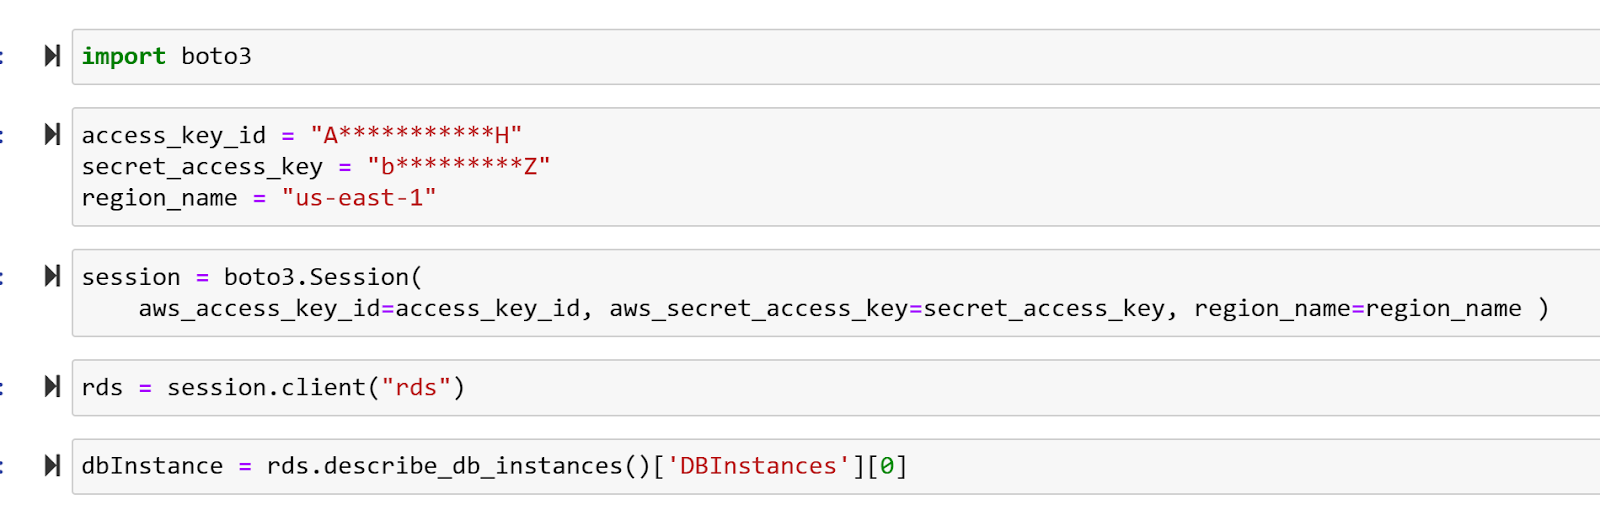 :
import boto3
:
access_key_id = "A***********H"
secret_access_key = "b*********Z"
region_name = "us-east-1"
:
session = boto3.Session(
    aws_access_key_id=access_key_id, aws_secret_access_key=secret_access_key, region_name=region_name )
:
rds = session.client("rds")
:
dbInstance = rds.describe_db_instances()['DBInstances'][0]